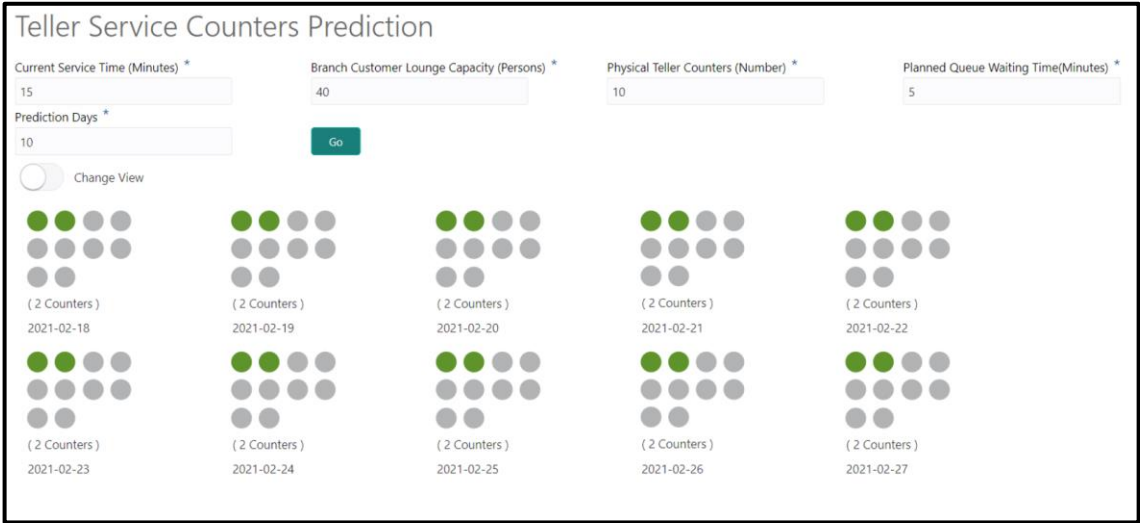 Teller Service Counters Prediction
Current Service Time (Minutes) * Branch Customer Lounge Capacity (Persons) * Physical Teller Counters (Number) * Planned Queue Waiting Time(Minutes) *
15 40 10 5
Prediction Days *
10 Go
Change View
( 2 Counters ) ( 2 Counters ) ( 2 Counters ) ( 2 Counters ) ( 2 Counters )
2021-02-18 2021-02-19 2021-02-20 2021-02-21 2021-02-22
( 2 Counters ) ( 2 Counters ) ( 2 Counters ) ( 2 Counters ) ( 2 Counters )
2021-02-23 2021-02-24 2021-02-25 2021-02-26 2021-02-27